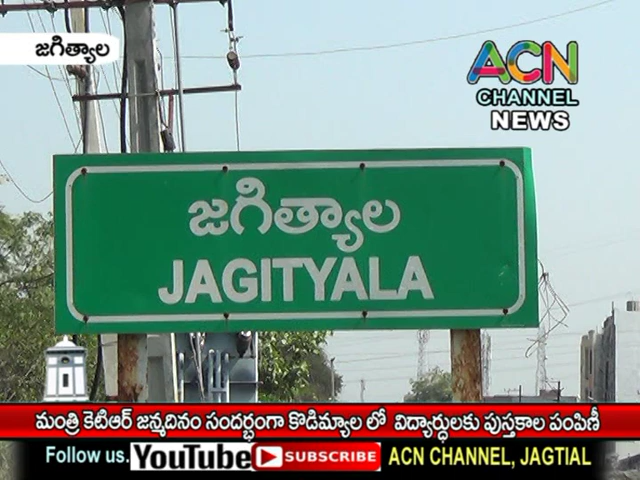 జగిత్యాల
ACN
CHANNEL
NEWS
జగిత్యాల
JAGITYALA
మంత్రి కెటిఆర్ జన్మదినం సందర్భంగా కొడిమ్యాల లో విద్యార్ధులకు పుస్తకాల పంపిణీ
Follow us. YouTube SUBSCRIBE ACN CHANNEL, JAGTIAL